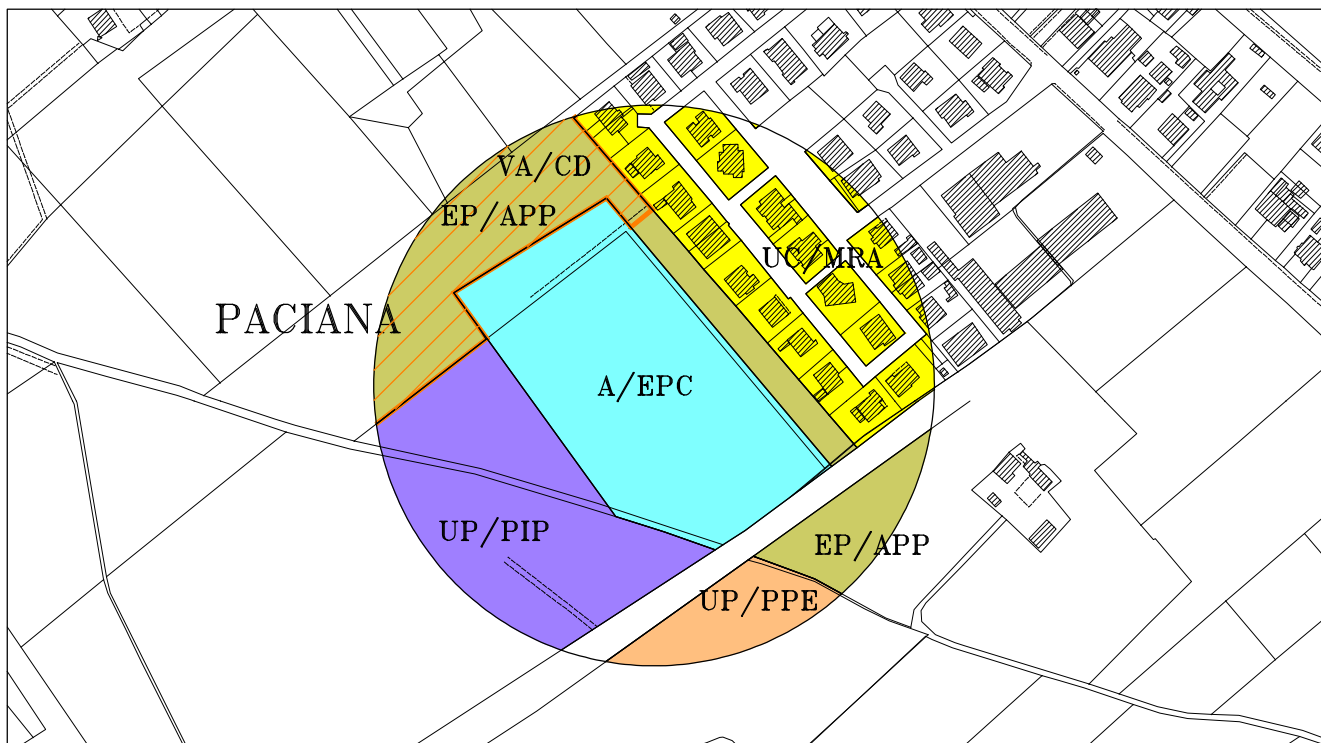 VA/CD
EP/APP
UC/MRA
PACIANA
A/EPC
UP/PIP
EP/APP
UP/PPE